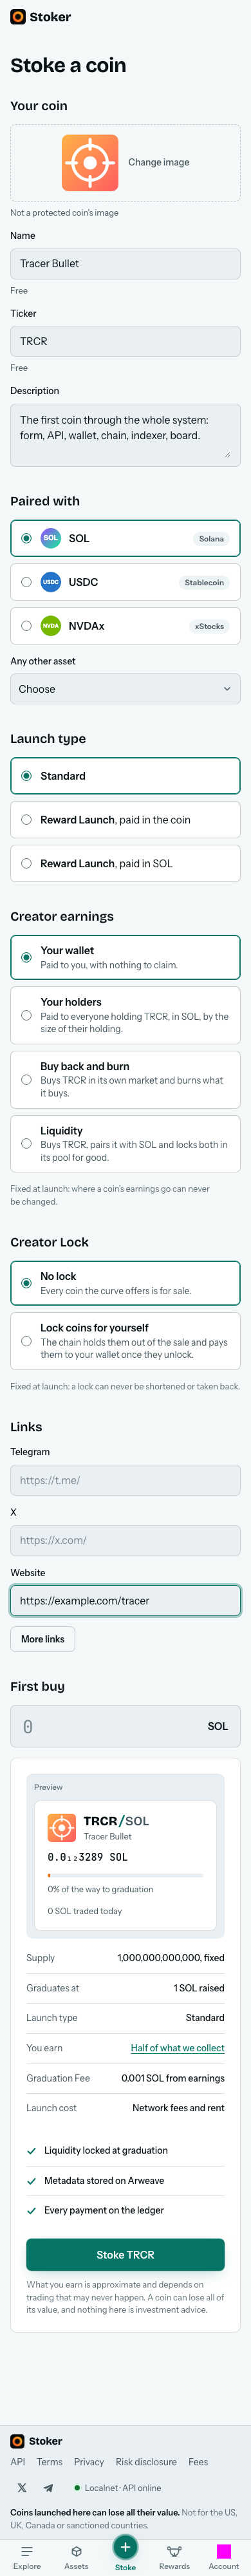 Stoker
Stoke a coin
Your coin
Change image
Not a protected coin's image
Name
Tracer Bullet
Free
Ticker
TRCR
Free
Description
The first coin through the whole system:
form, API, wallet, chain, indexer, board.
Paired with
SOL
SOL
Solana
USDC
USDC
Stablecoin
NVDA
NVDAx
xStocks
Any other asset
Choose
Launch type
Standard
Reward Launch, paid in the coin
Reward Launch, paid in SOL
Creator earnings
Your wallet
Paid to you, with nothing to claim.
Your holders
Paid to everyone holding TRCR, in SOL, by the
size of their holding.
Buy back and burn
Buys TRCR in its own market and burns what
it buys.
Liquidity
Buys TRCR, pairs it with SOL and locks both in
its pool for good.
Fixed at launch: where a coin's earnings go can never
be changed.
Creator Lock
No lock
Every coin the curve offers is for sale.
Lock coins for yourself
The chain holds them out of the sale and pays
them to your wallet once they unlock.
Fixed at launch: a lock can never be shortened or taken back.
Links
Telegram
https://t.me/
X
https://x.com/
Website
https://example.com/tracer
More links
First buy
0
SOL
Preview
TRCR/SOL
Tracer Bullet
0.0₁₂3289 SOL
0% of the way to graduation
0 SOL traded today
Supply
1,000,000,000,000, fixed
Graduates at
1 SOL raised
Launch type
Standard
You earn
Half of what we collect
Graduation Fee
0.001 SOL from earnings
Launch cost
Network fees and rent
Liquidity locked at graduation
Metadata stored on Arweave
Every payment on the ledger
Stoke TRCR
What you earn is approximate and depends on
trading that may never happen. A coin can lose all of
its value, and nothing here is investment advice.
Stoker
API Terms Privacy Risk disclosure Fees
Localnet · API online
Coins launched here can lose all their value. Not for the US,
UK, Canada or sanctioned countries.
Explore
Assets
Stoke
Rewards
Account